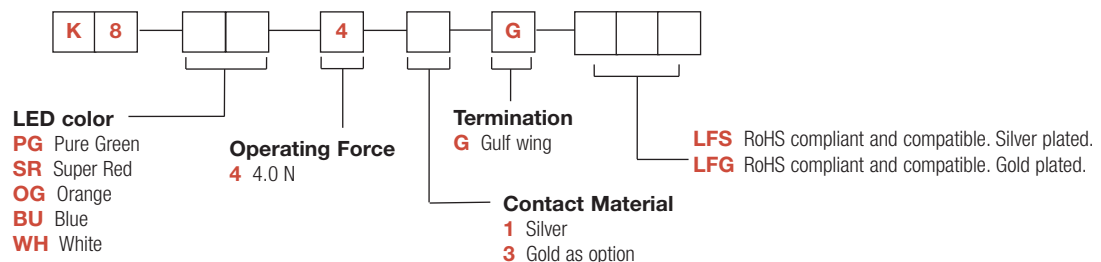 K 8 4 G
LED color
PG Pure Green
SR Super Red
OG Orange
BU Blue
WH White
Operating Force
4 4.0 N
Termination
G Gulf wing
Contact Material
1 Silver
3 Gold as option
LFS RoHS compliant and compatible. Silver plated.
LFG RoHS compliant and compatible. Gold plated.